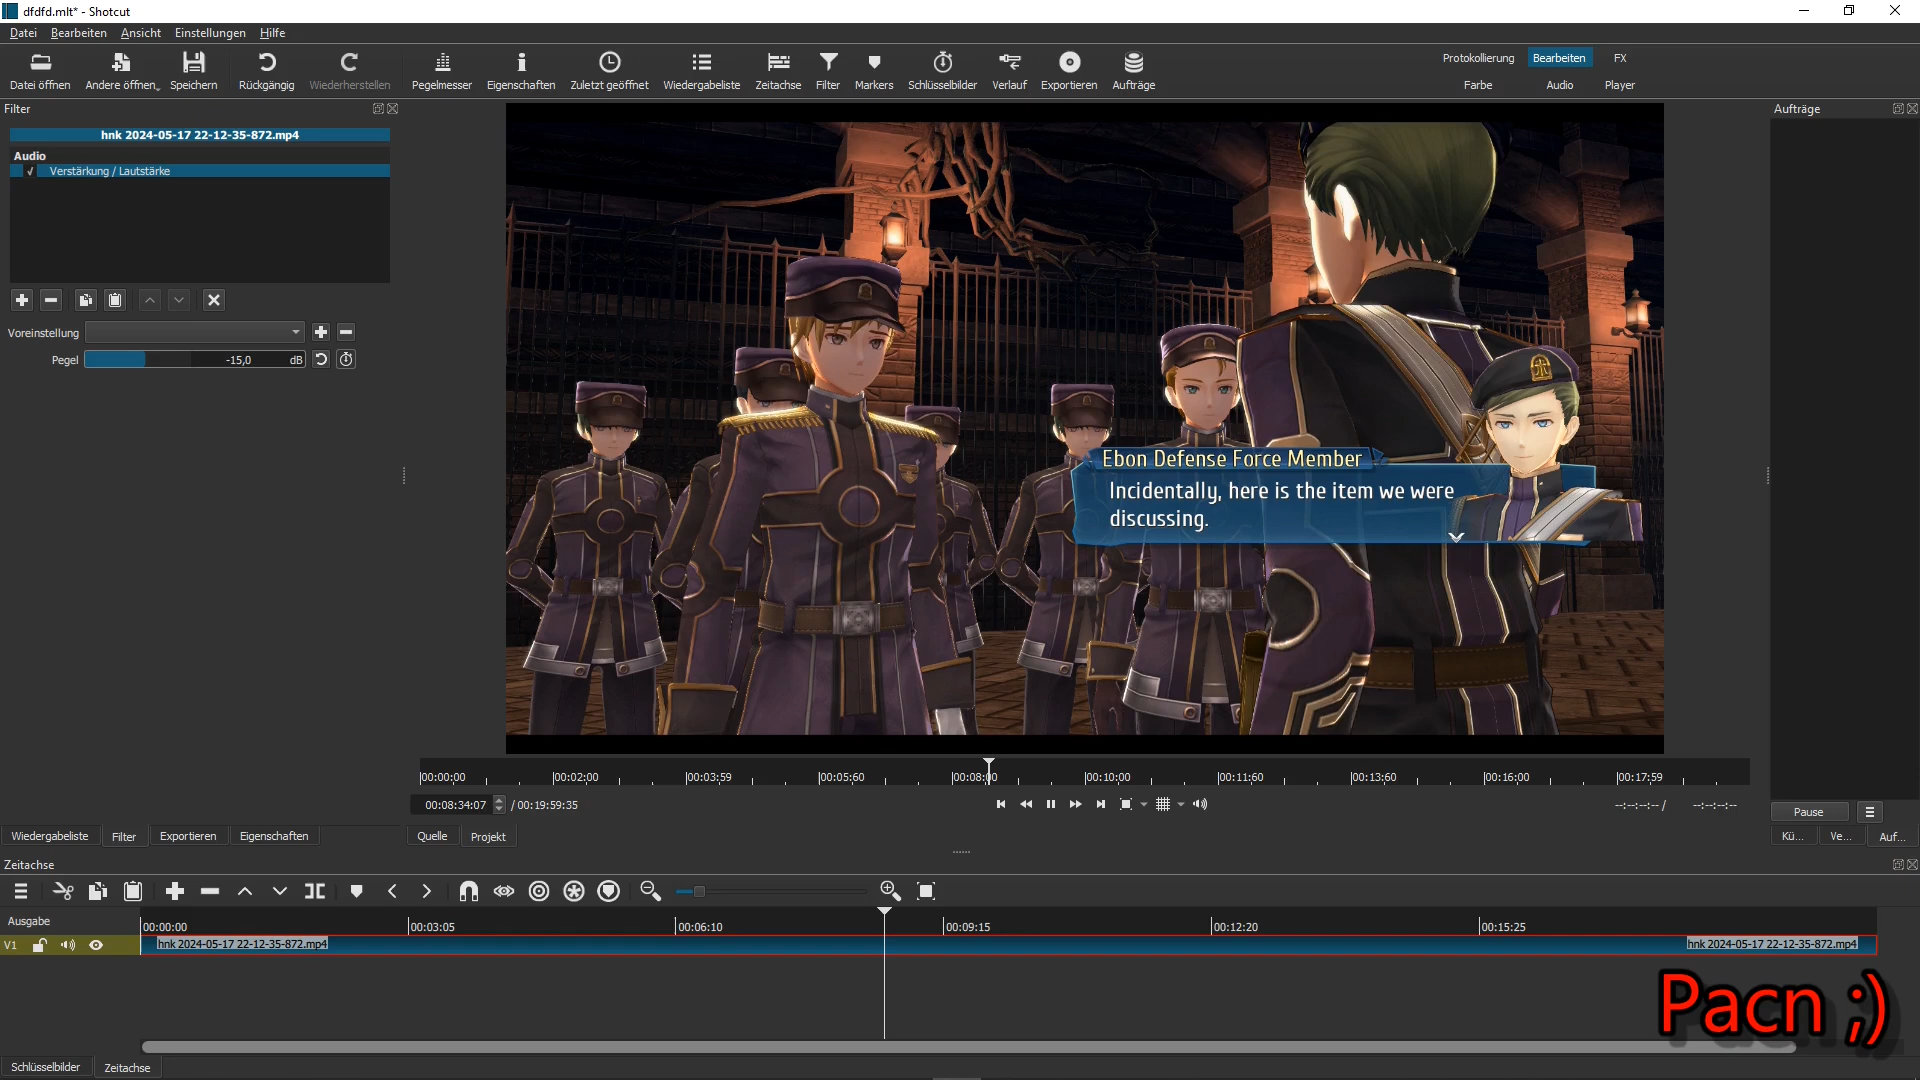 dfdfd.mlt* - Shotcut
Datei Bearbeiten Ansicht Einstellungen Hilfe
Datei öffnen Andere öffnen Speichern Rückgängig Wiederherstellen Pegelmesser Eigenschaften Zuletzt geöffnet Wiedergabeliste Zeitachse Filter Markers Schlüsselbilder Verlauf Exportieren Aufträge
Protokollierung Bearbeiten FX
Farbe Audio Player
Filter
hnk 2024-05-17 22-12-35-872.mp4
Audio
Verstärkung / Lautstärke
Voreinstellung
Pegel -15,0 dB
Ebon Defense Force Member
Incidentally, here is the item we were
discussing.
Aufträge
00:00:00 00:02:00 00:03:59 00:05:60 00:08:00 00:10:00 00:11:60 00:13:60 00:16:00 00:17:59
00:08:34:07 / 00:19:59:35 --:--:--:-- / --:--:--:--
Pause
Wiedergabeliste Filter Exportieren Eigenschaften Quelle Projekt Kü... Ve... Auf...
Zeitachse
Ausgabe
00:00:00 00:03:05 00:06:10 00:09:15 00:12:20 00:15:25
V1 hnk 2024-05-17 22-12-35-872.mp4 hnk 2024-05-17 22-12-35-872.mp4
Pacn ;)
Schlüsselbilder Zeitachse